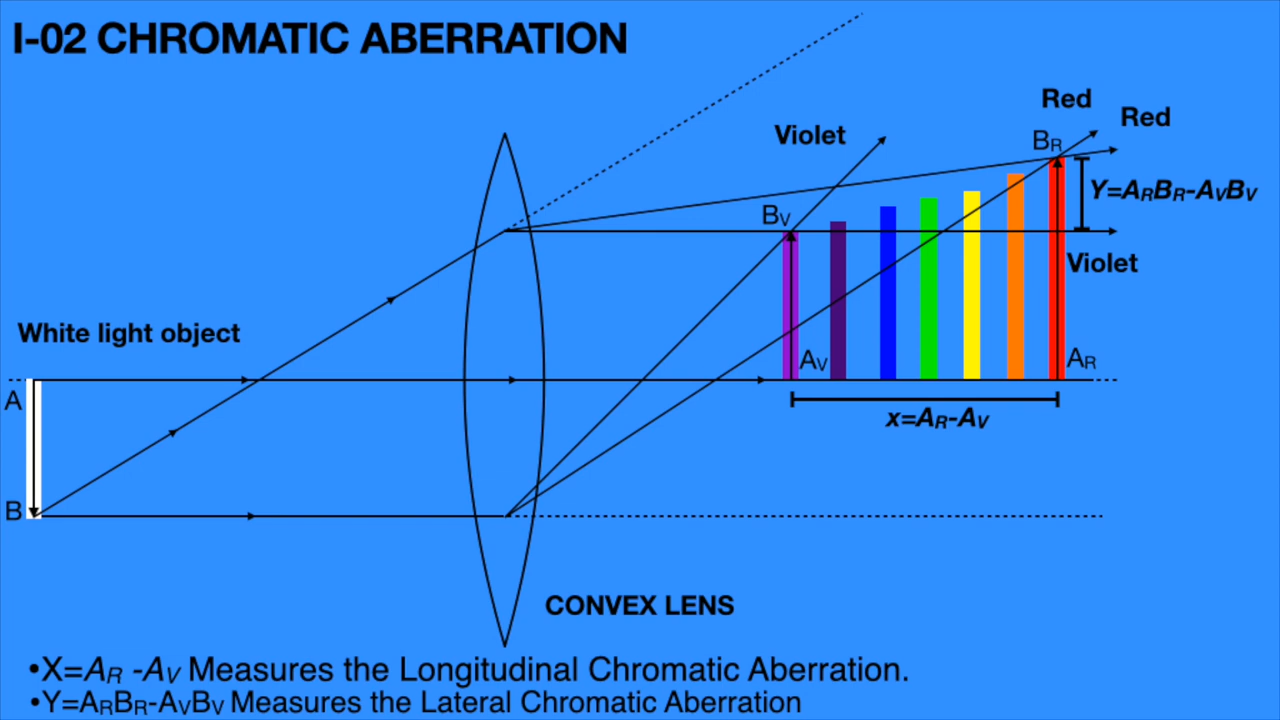 I-02 CHROMATIC ABERRATION
Red
Red
Violet
BR
Y=ARBR-AVBV
BV
Violet
White light object
AV
AR
A
x=AR-AV
B
CONVEX LENS
•X=AR -AV Measures the Longitudinal Chromatic Aberration.
•Y=ARBR-AVBV Measures the Lateral Chromatic Aberration